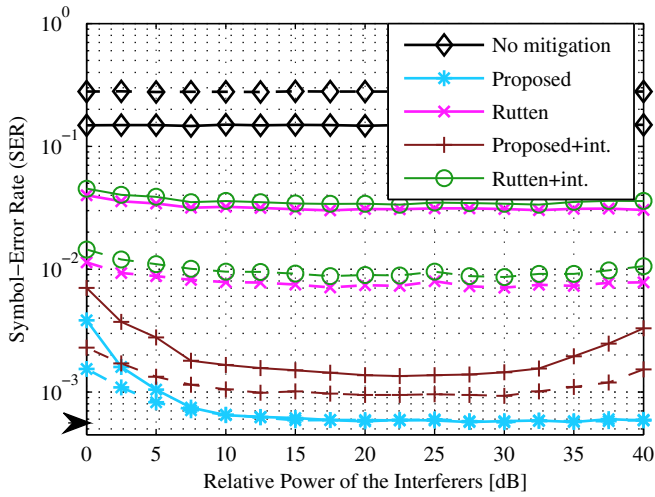 10^0
10^−1
10^−2
10^−3
Symbol−Error Rate (SER)
No mitigation
Proposed
Rutten
Proposed+int.
Rutten+int.
0 5 10 15 20 25 30 35 40
Relative Power of the Interferers [dB]